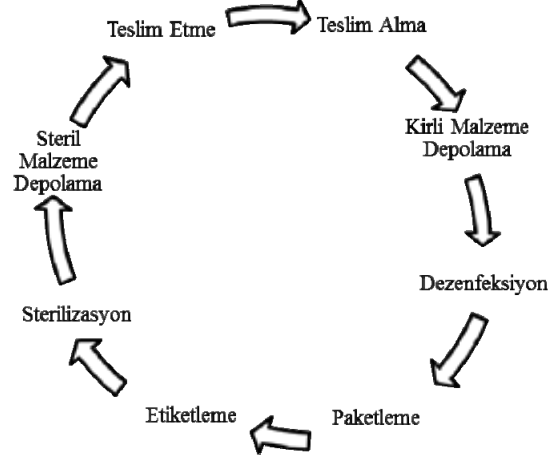 Teslim Etme
Teslim Alma
Kirli Malzeme
Depolama
Dezenfeksiyon
Paketleme
Etiketleme
Sterilizasyon
Steril
Malzeme
Depolama